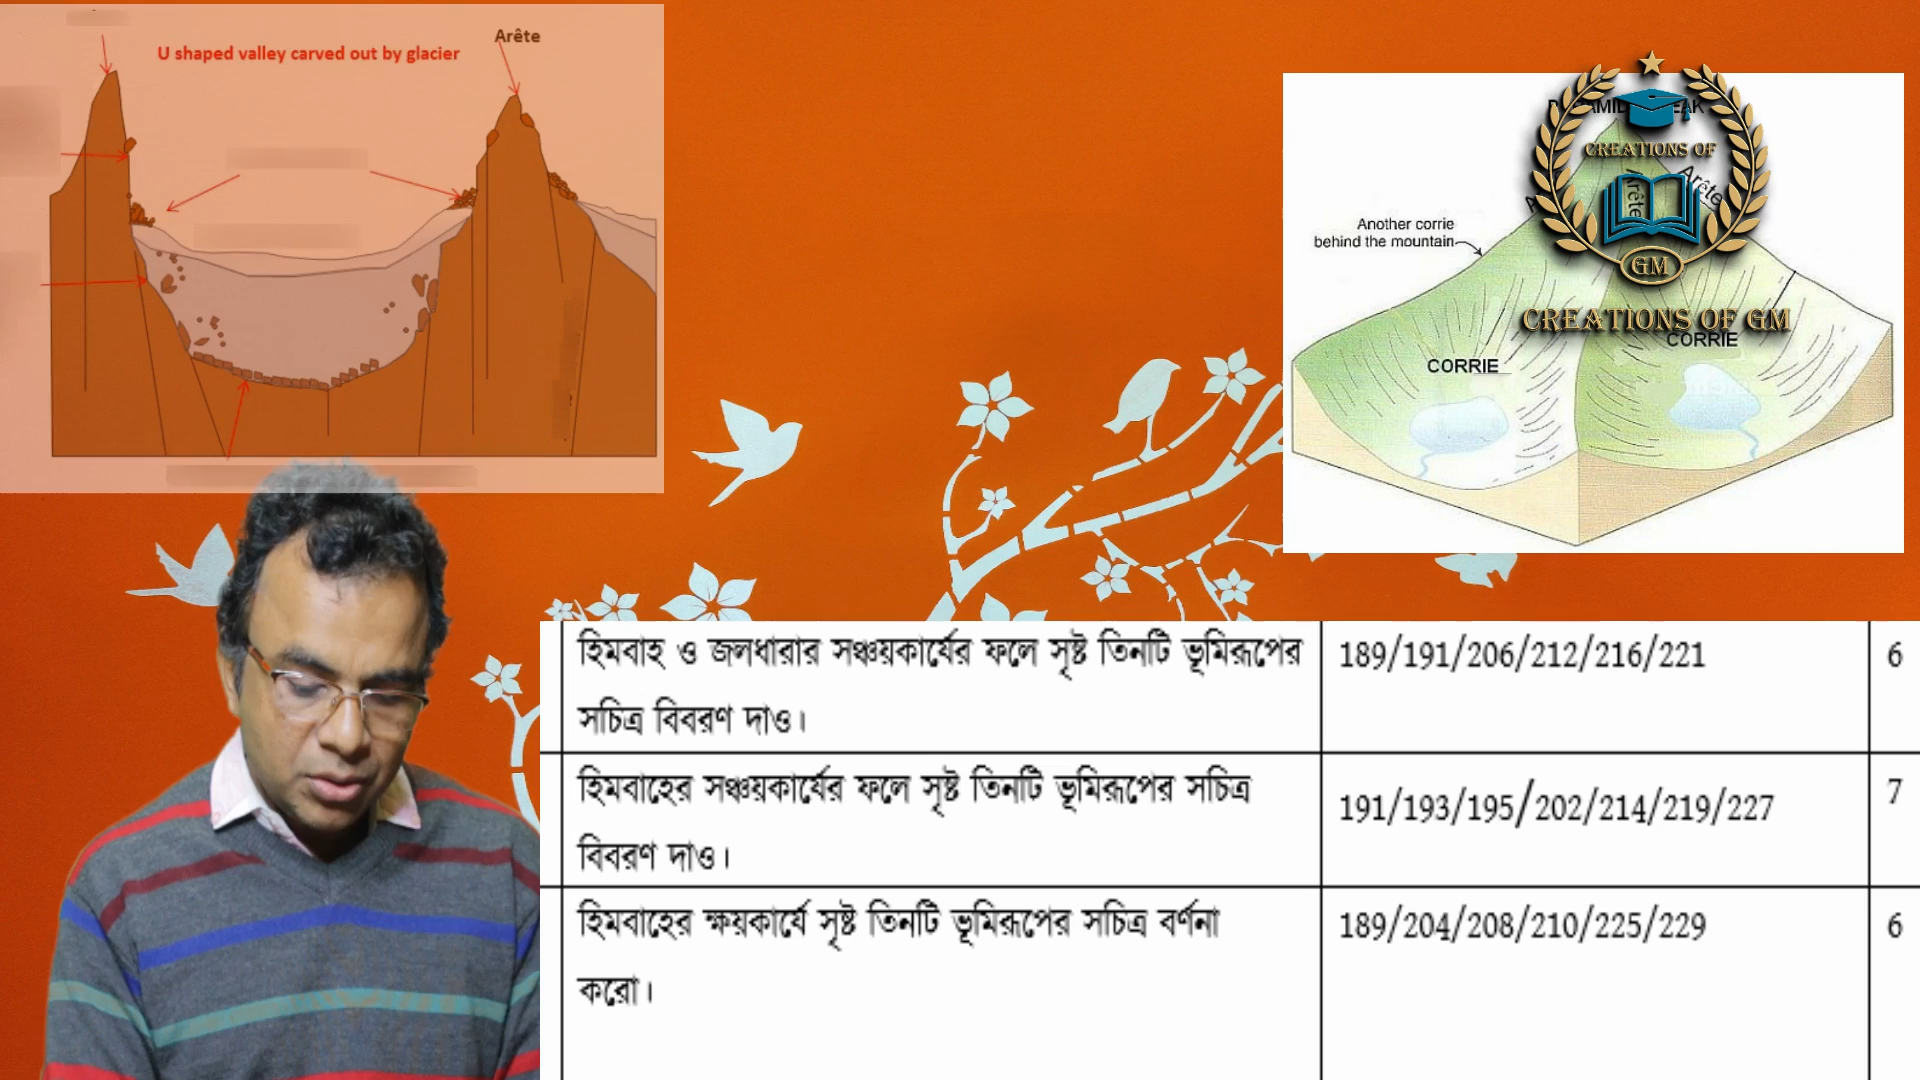 Arête
U shaped valley carved out by glacier
CREATIONS OF
Arête
Arête
GM
CREATIONS OF GM
Another corrie
behind the mountain
CORRIE
CORRIE
হিমবাহ ও জলধারার সঞ্চয়কার্যের ফলে সৃষ্ট তিনটি ভূমিরূপের 189/191/206/212/216/221 6
সচিত্র বিবরণ দাও।
হিমবাহের সঞ্চয়কার্যের ফলে সৃষ্ট তিনটি ভূমিরূপের সচিত্র 191/193/195/202/214/219/227 7
বিবরণ দাও।
হিমবাহের ক্ষয়কার্যে সৃষ্ট তিনটি ভূমিরূপের সচিত্র বর্ণনা 189/204/208/210/225/229 6
করো।